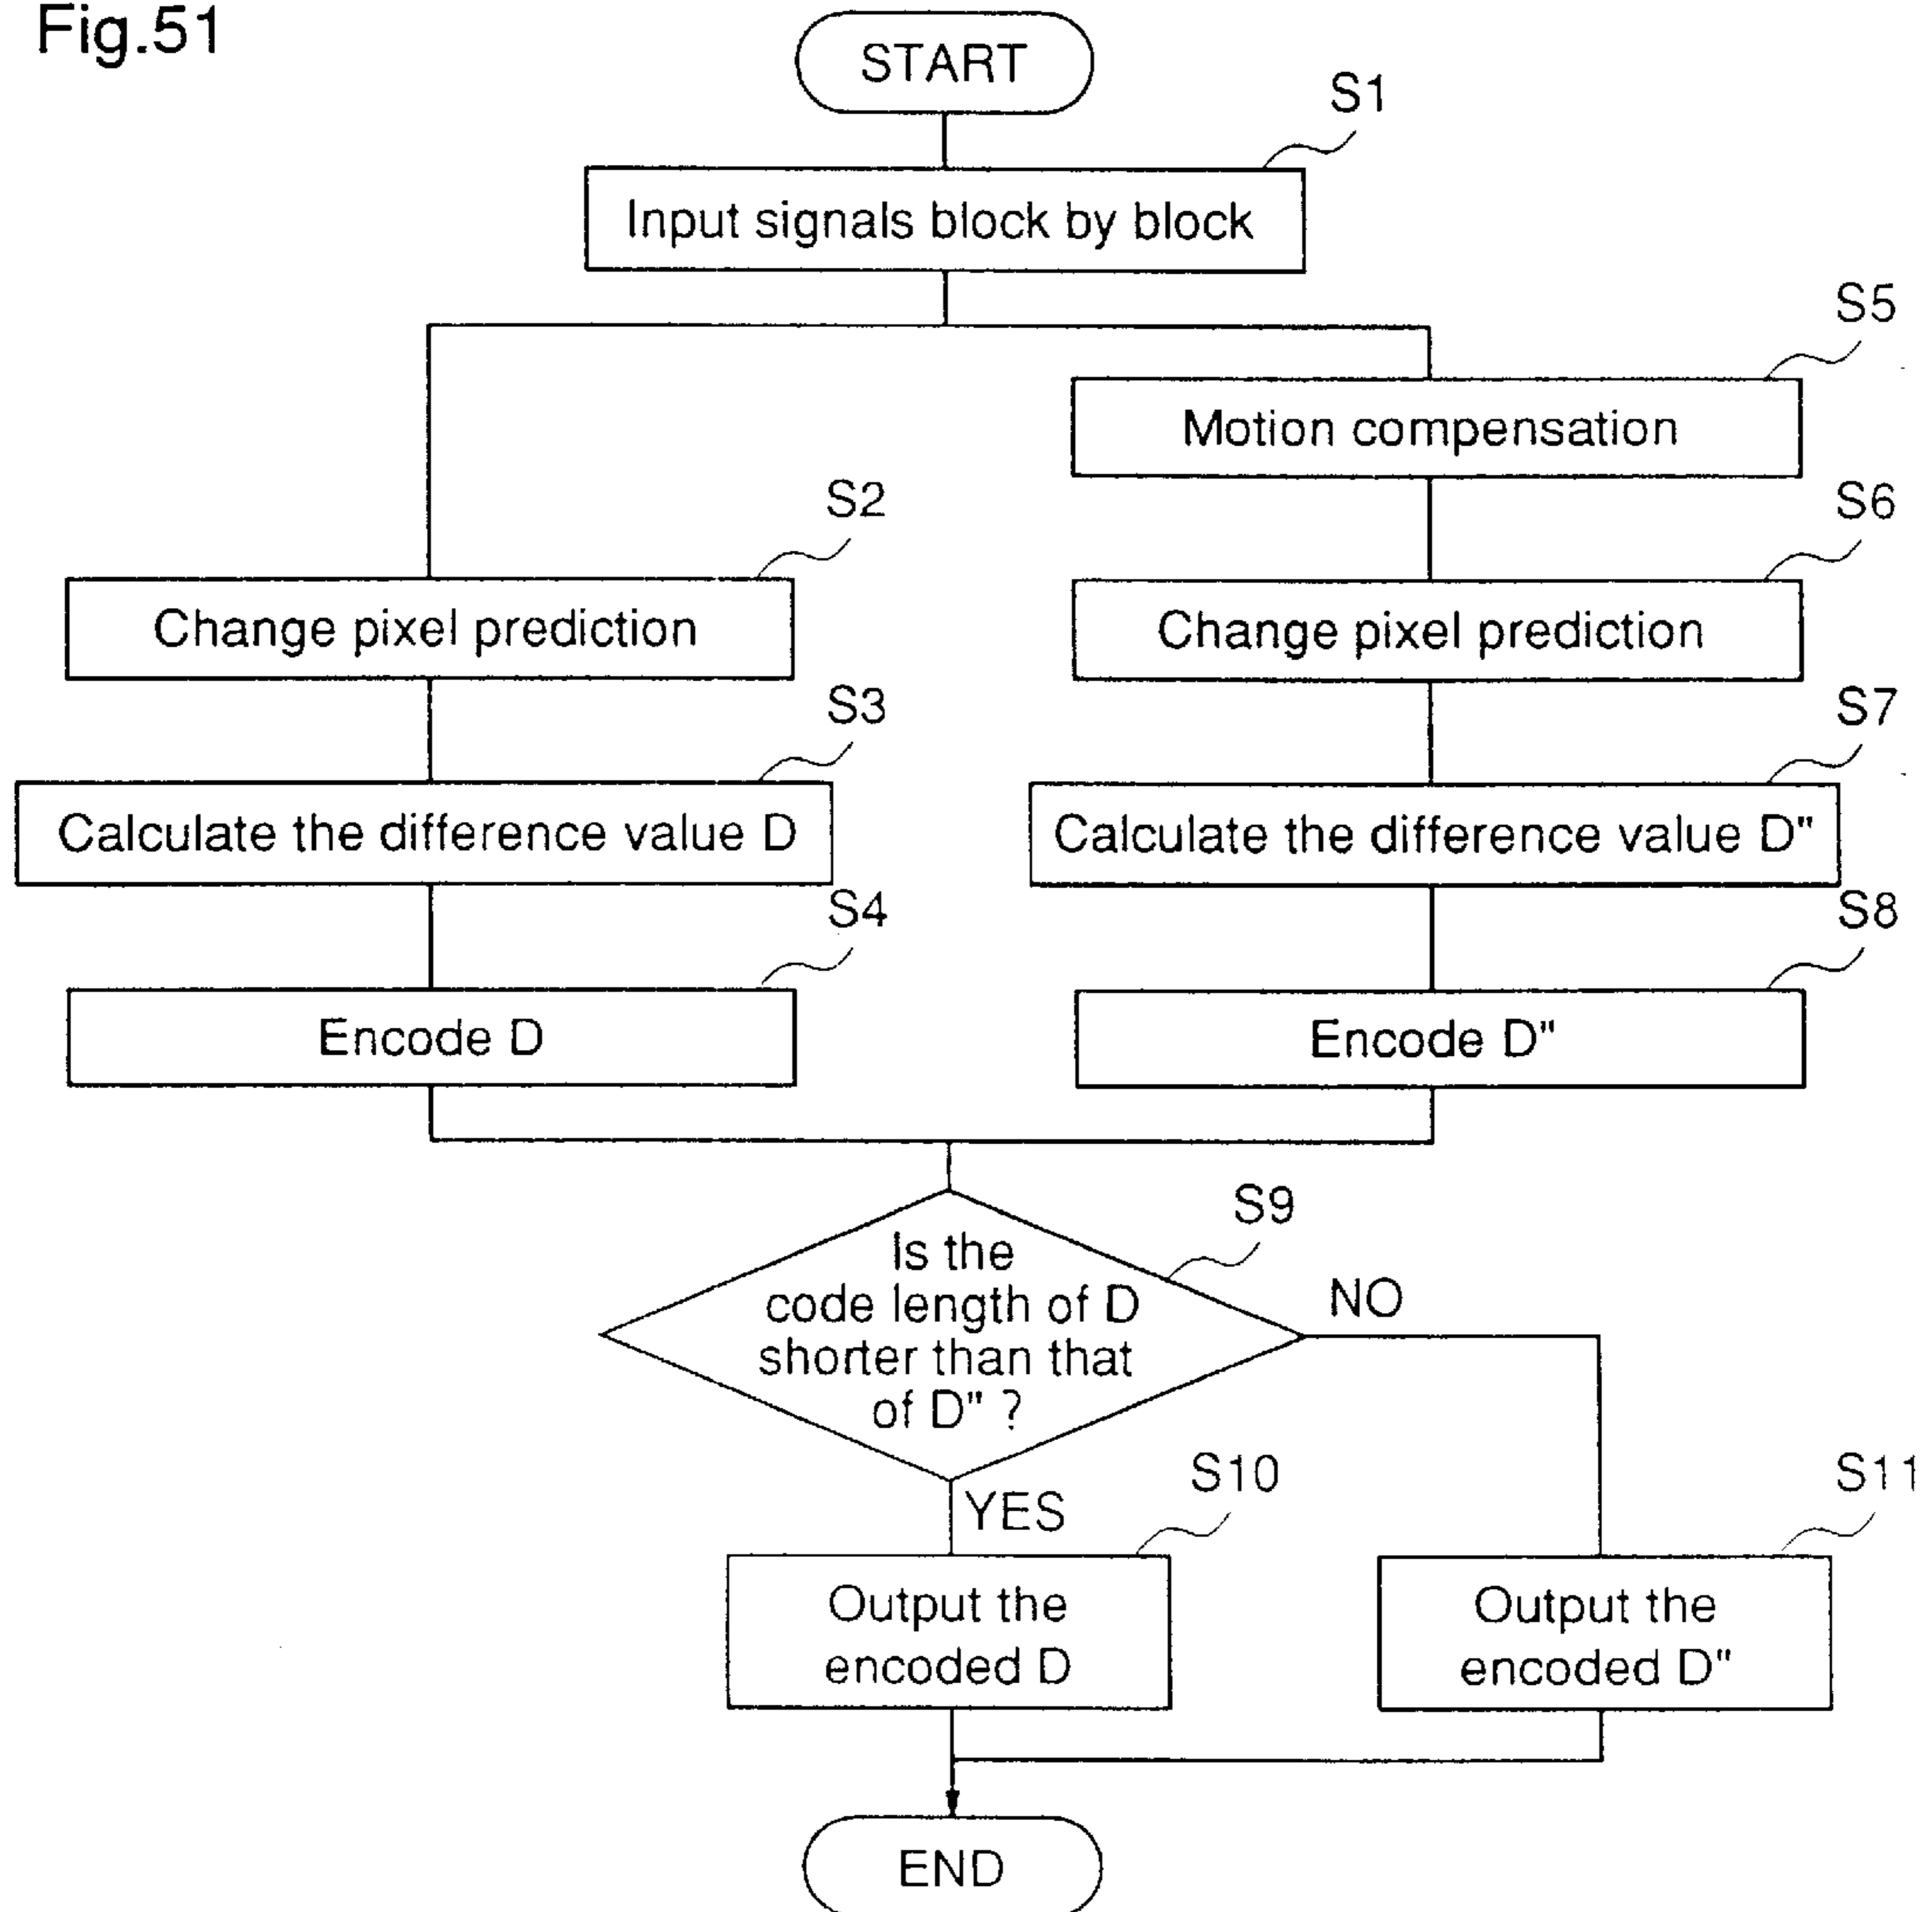 Fig.51
START
S1
Input signals block by block
S5
Motion compensation
S2
S6
Change pixel prediction
Change pixel prediction
S3
S7
Calculate the difference value D
Calculate the difference value D"
S4
S8
Encode D
Encode D"
S9
Is the
code length of D
shorter than that
of D" ?
NO
YES
S10
S11
Output the
encoded D
Output the
encoded D"
END